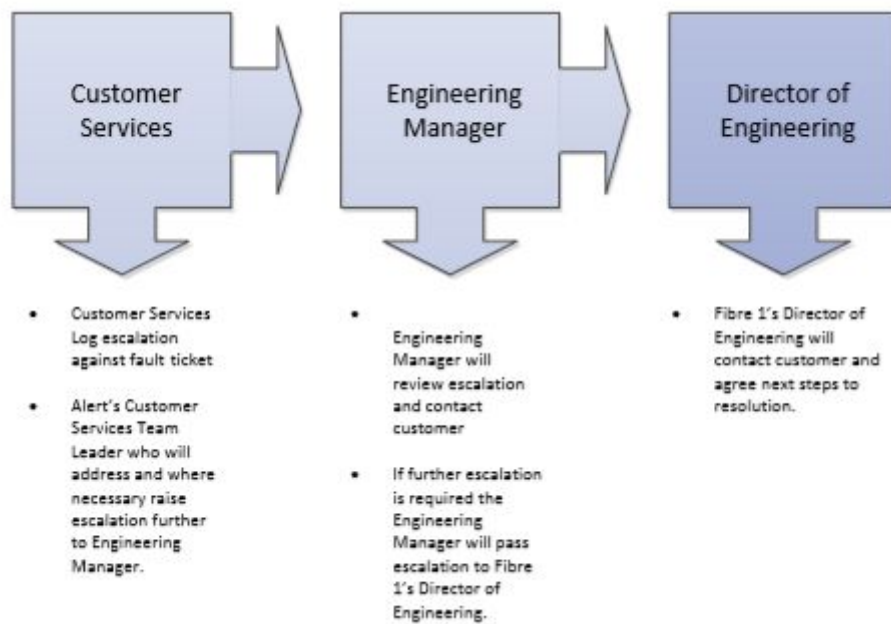 Customer
Services
Engineering
Manager
Director of
Engineering
• Customer Services
Log escalation
against fault ticket
• Alert's Customer
Services Team
Leader who will
address and where
necessary raise
escalation further
to Engineering
Manager.
•
Engineering
Manager will
review escalation
and contact
customer
• If further escalation
is required the
Engineering
Manager will pass
escalation to Fibre
1's Director of
Engineering.
• Fibre 1's Director of
Engineering will
contact customer and
agree next steps to
resolution.